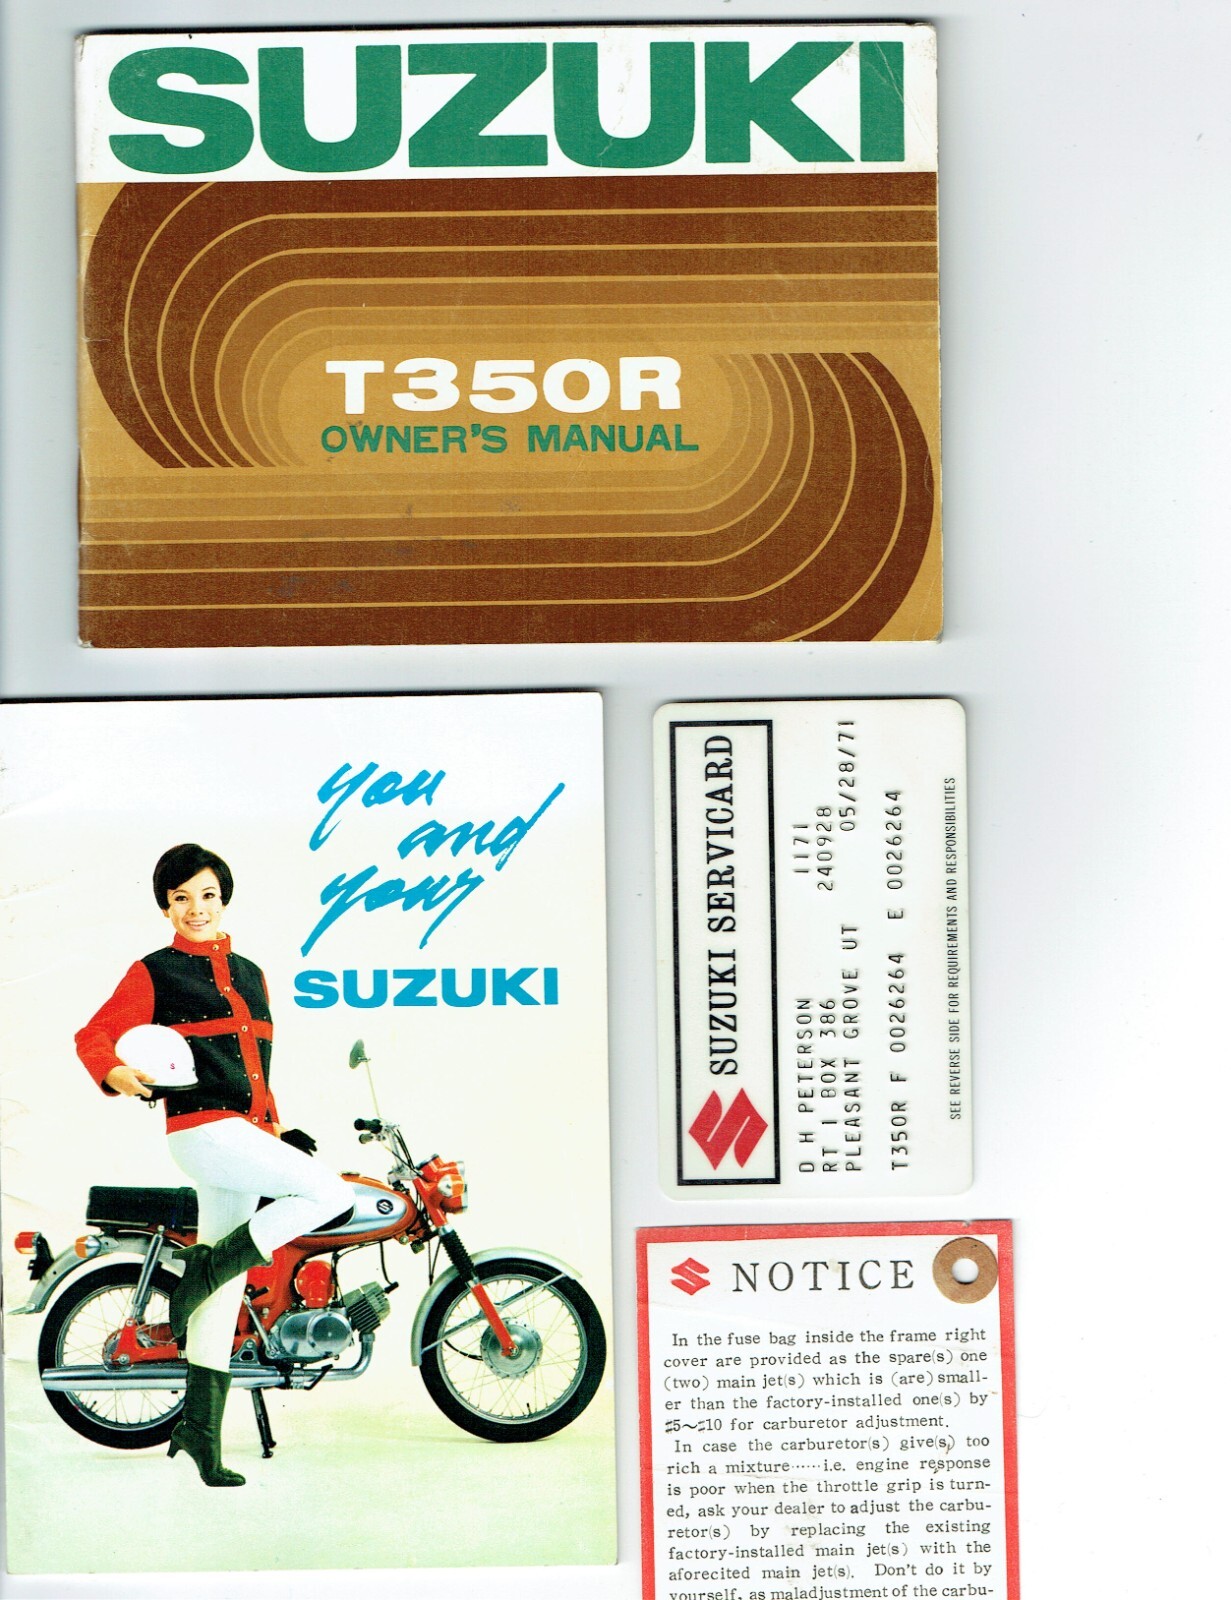 SUZUKI
T350R
OWNER'S MANUAL
you
and
your
SUZUKI
S
SUZUKI SERVICARD
1171
D H PETERSON 240928
RT 1 BOX 386
PLEASANT GROVE UT 05/28/71
T350R F 0026264 E 0026264
SEE REVERSE SIDE FOR REQUIREMENTS AND RESPONSIBILITIES
NOTICE
In the fuse bag inside the frame right
cover are provided as the spare(s) one
(two) main jet(s) which is (are) small-
er than the factory-installed one(s) by
#5~#10 for carburetor adjustment.
In case the carburetor(s) give(s) too
rich a mixture……i.e. engine response
is poor when the throttle grip is turn-
ed, ask your dealer to adjust the carbu-
retor(s) by replacing the existing
factory-installed main jet(s) with the
aforecited main jet(s). Don't do it by
yourself, as maladjustment of the carbu-